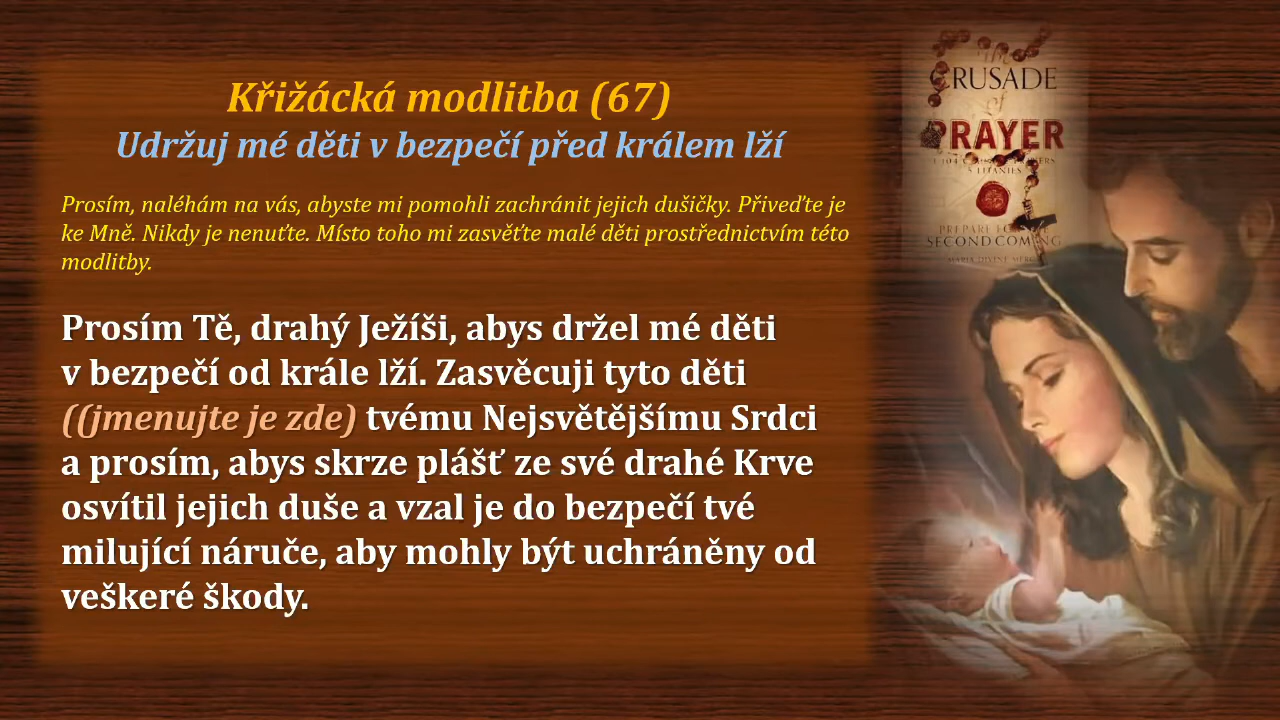 Křižácká modlitba (67)
Udržuj mé děti v bezpečí před králem lží
Prosím, naléhám na vás, abyste mi pomohli zachránit jejich dušičky. Přiveďte je
ke Mně. Nikdy je nenuťte. Místo toho mi zasvěťte malé děti prostřednictvím této
modlitby.
Prosím Tě, drahý Ježíši, abys držel mé děti
v bezpečí od krále lží. Zasvěcuji tyto děti
((jmenujte je zde) tvému Nejsvětějšímu Srdci
a prosím, abys skrze plášť ze své drahé Krve
osvítil jejich duše a vzal je do bezpečí tvé
milující náruče, aby mohly být uchráněny od
veškeré škody.
CRUSADE
of
PRAYER
5 LITANIES
PREPARE
SECOND COMING